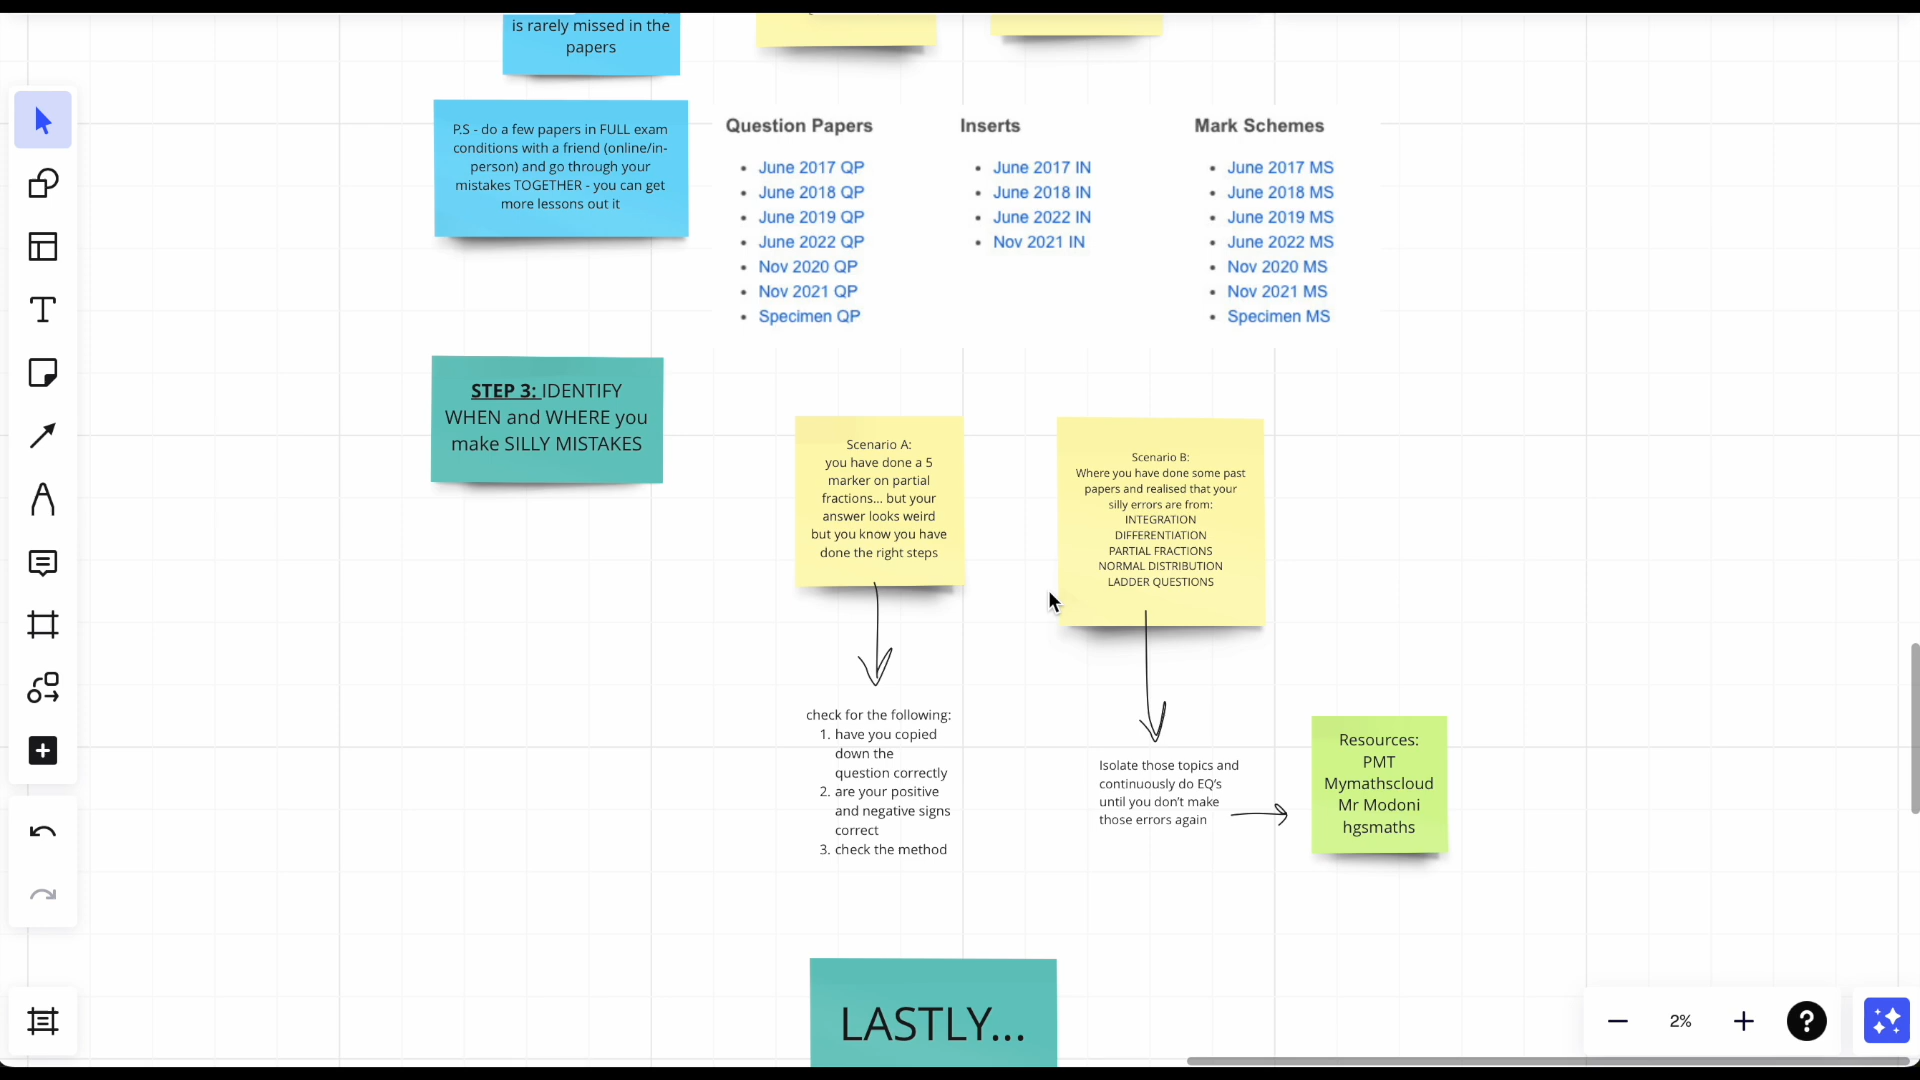 is rarely missed in the
papers
P.S - do a few papers in FULL exam
conditions with a friend (online/in-
person) and go through your
mistakes TOGETHER - you can get
more lessons out it
Question Papers
June 2017 QP
June 2018 QP
June 2019 QP
June 2022 QP
Nov 2020 QP
Nov 2021 QP
Specimen QP
Inserts
June 2017 IN
June 2018 IN
June 2022 IN
Nov 2021 IN
Mark Schemes
June 2017 MS
June 2018 MS
June 2019 MS
June 2022 MS
Nov 2020 MS
Nov 2021 MS
Specimen MS
STEP 3: IDENTIFY
WHEN and WHERE you
make SILLY MISTAKES
Scenario A:
you have done a 5
marker on partial
fractions... but your
answer looks weird
but you know you have
done the right steps
Scenario B:
Where you have done some past
papers and realised that your
silly errors are from:
INTEGRATION
DIFFERENTIATION
PARTIAL FRACTIONS
NORMAL DISTRIBUTION
LADDER QUESTIONS
check for the following:
1. have you copied
down the
question correctly
2. are your positive
and negative signs
correct
3. check the method
Isolate those topics and
continuously do EQ's
until you don't make
those errors again
Resources:
PMT
Mymathscloud
Mr Modoni
hgsmaths
LASTLY...
2%